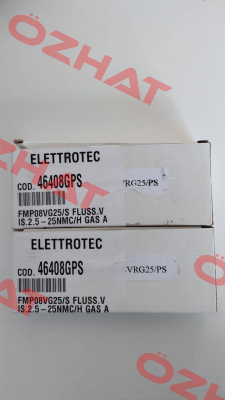 ÖZHAT
ELETTROTEC
COD. 46408GPS
VRG25/PS
FMP08VG25/S FLUSS.V
IS.2.5-25NMC/H GAS A
ELETTROTEC
COD. 46408GPS
VRG25/PS
FMP08VG25/S FLUSS.V
IS.2.5-25NMC/H GAS A
ÖZHAT